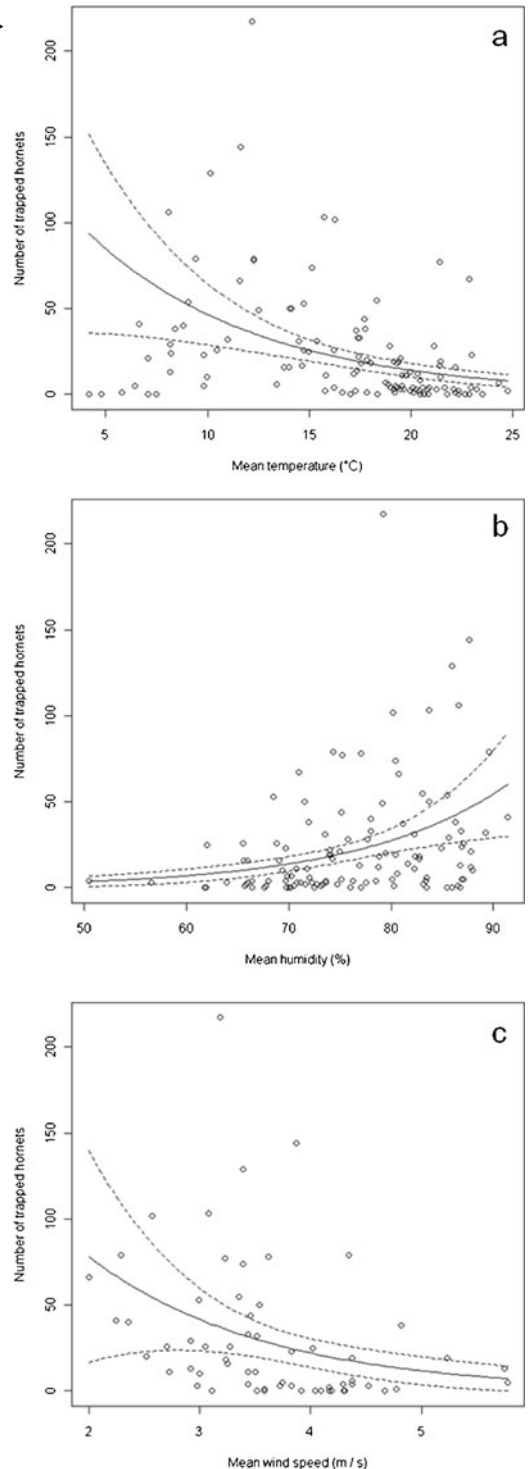 a
200
150
100
50
0
Number of trapped hornets
5 10 15 20 25
Mean temperature (°C)
b
200
150
100
50
0
Number of trapped hornets
50 60 70 80 90
Mean humidity (%)
c
200
150
100
50
0
Number of trapped hornets
2 3 4 5
Mean wind speed (m / s)